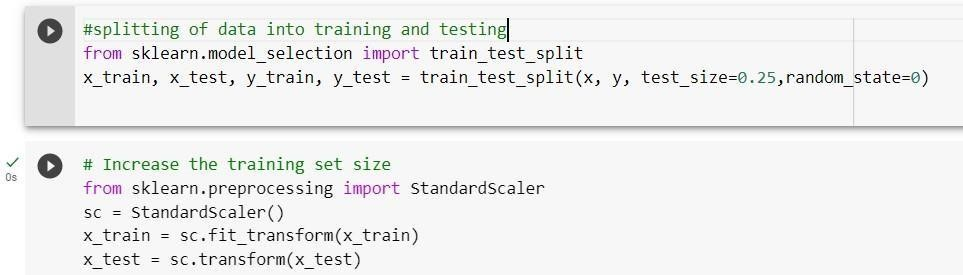 #splitting of data into training and testing
from sklearn.model_selection import train_test_split
x_train, x_test, y_train, y_test = train_test_split(x, y, test_size=0.25,random_state=0)
0s
# Increase the training set size
from sklearn.preprocessing import StandardScaler
sc = StandardScaler()
x_train = sc.fit_transform(x_train)
x_test = sc.transform(x_test)